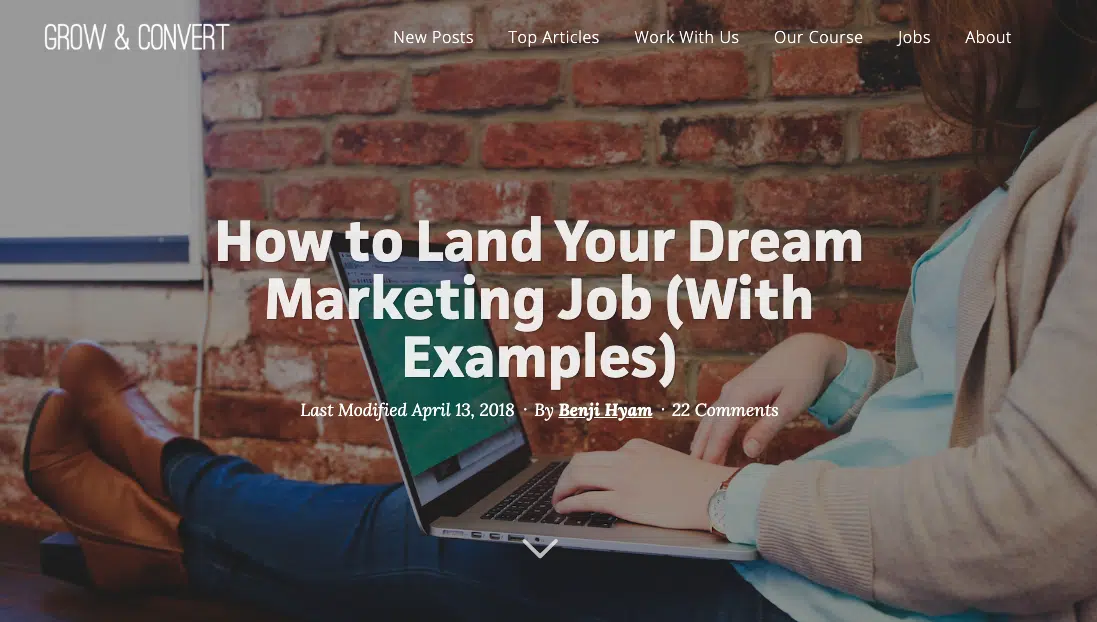 GROW & CONVERT
New Posts Top Articles Work With Us Our Course Jobs About
How to Land Your Dream
Marketing Job (With
Examples)
Last Modified April 13, 2018 · By Benji Hyam · 22 Comments